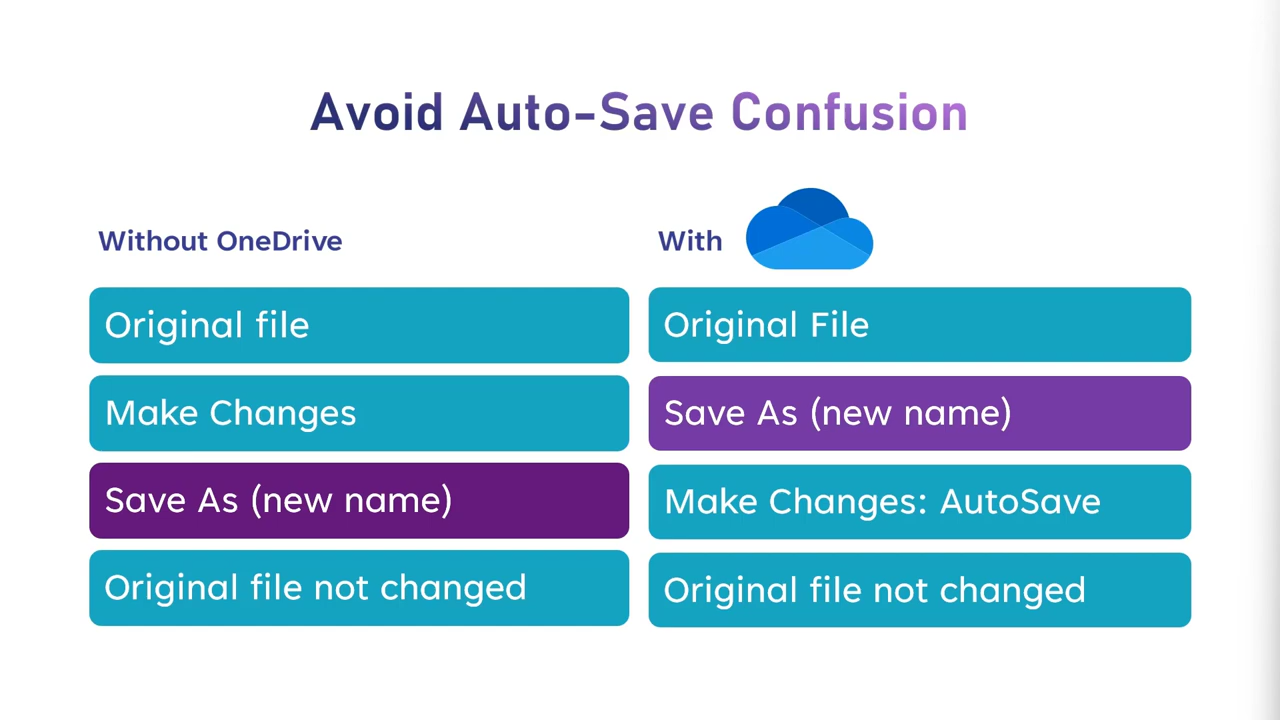 Avoid Auto-Save Confusion
Without OneDrive
Original file
Make Changes
Save As (new name)
Original file not changed
With
Original File
Save As (new name)
Make Changes: AutoSave
Original file not changed